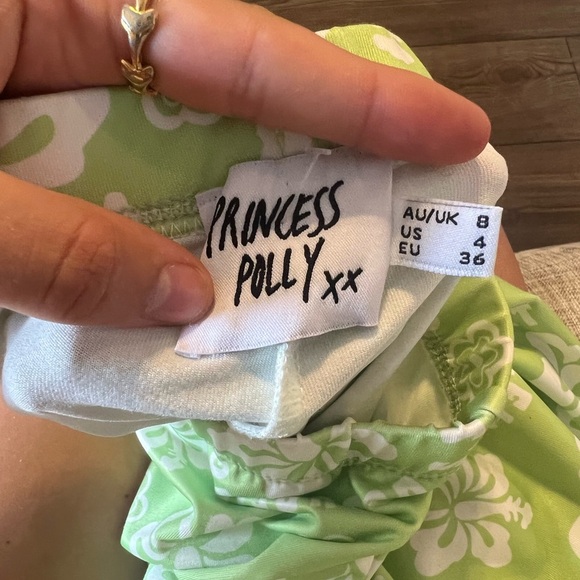 PRINCESS
POLLY xx
AU/UK 8
US 4
EU 36